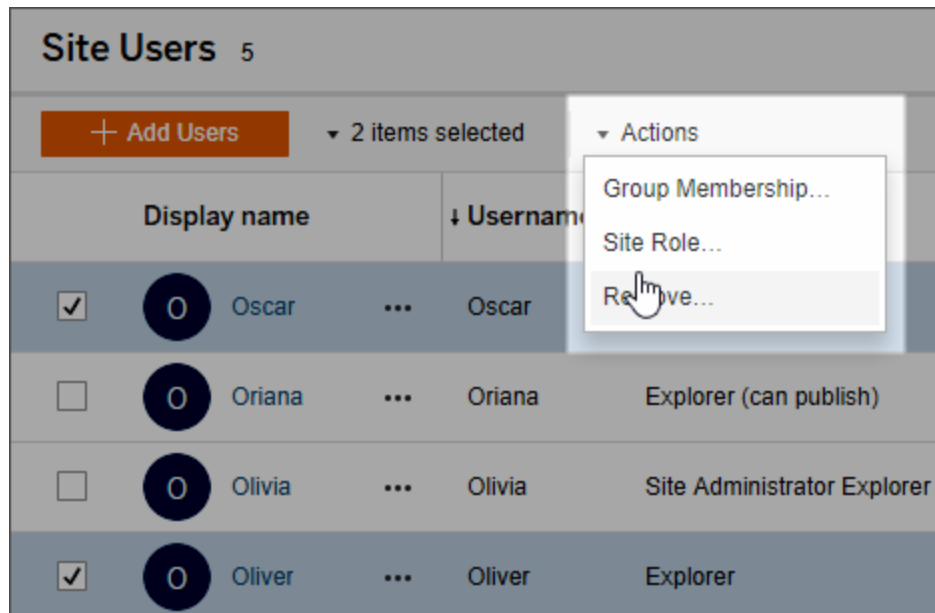 Site Users 5
+ Add Users
2 items selected
Actions
Group Membership...
Site Role...
Remove...
Display name
↓ Username
O Oscar ••• Oscar
O Oriana ••• Oriana Explorer (can publish)
O Olivia ••• Olivia Site Administrator Explorer
O Oliver ••• Oliver Explorer